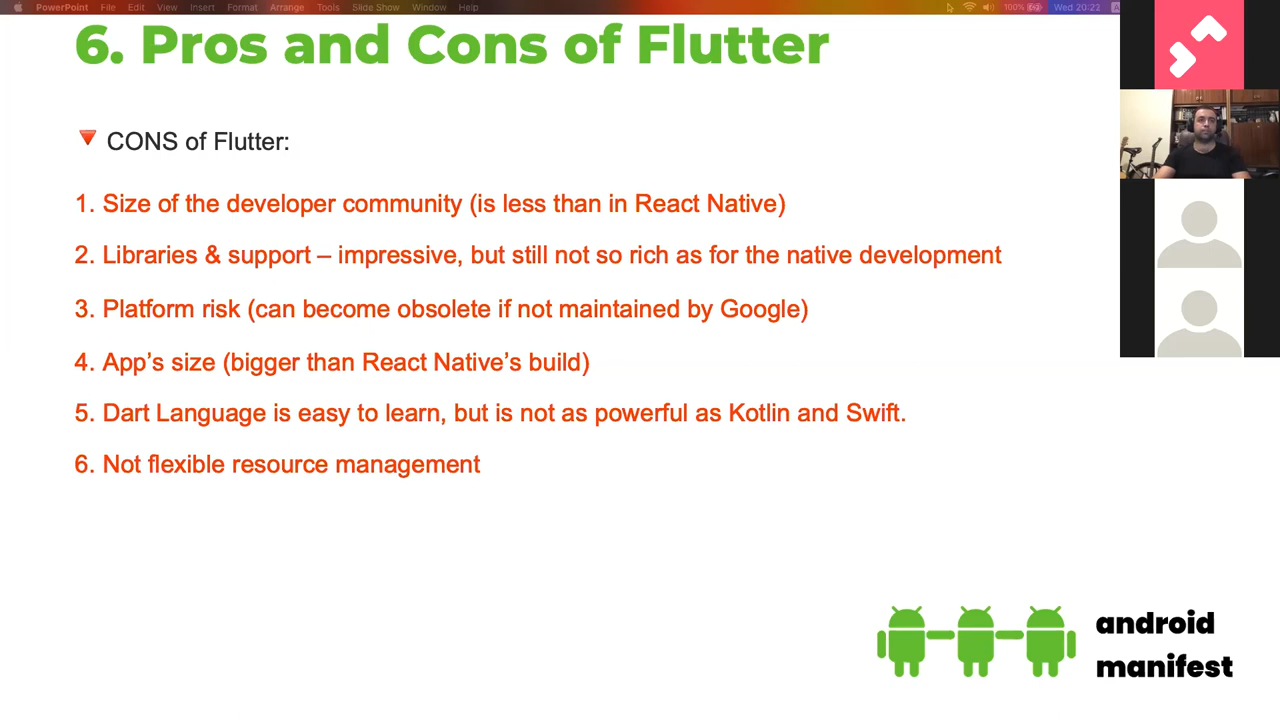 PowerPoint File Edit View Insert Format Arrange Tools Slide Show Window Help 100% Wed 20:22
6. Pros and Cons of Flutter
CONS of Flutter:
1. Size of the developer community (is less than in React Native)
2. Libraries & support – impressive, but still not so rich as for the native development
3. Platform risk (can become obsolete if not maintained by Google)
4. App’s size (bigger than React Native’s build)
5. Dart Language is easy to learn, but is not as powerful as Kotlin and Swift.
6. Not flexible resource management
android
manifest